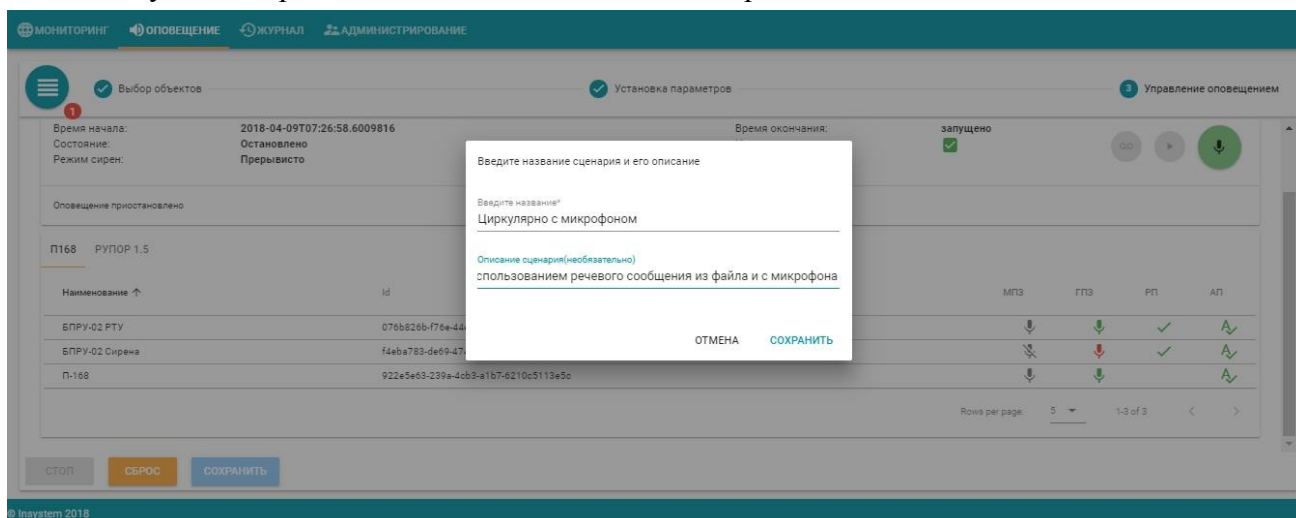 МОНИТОРИНГ ОПОВЕЩЕНИЕ ЖУРНАЛ АДМИНИСТРИРОВАНИЕ
1
Выбор объектов Установка параметров 3 Управление оповещением
Время начала: 2018-04-09T07:26:58.6009816 Время окончания: запущено
Состояние: Остановлено
Режим сирен: Прерывисто
Введите название сценария и его описание
Оповещение приостановлено
Введите название*
Циркулярно с микрофоном
П168 РУПОР 1.5
Описание сценария(необязательно)
спользованием речевого сообщения из файла и с микрофона
Наименование Id МПЗ ГПЗ РП АП
БПРУ-02 РТУ 076b826b-f76e-44
БПРУ-02 Сирена f4eba783-de69-47
ОТМЕНА СОХРАНИТЬ
П-168 922e5e63-239a-4cb3-a1b7-6210c5113e5c
Rows per page: 5 1-3 of 3
СТОП СБРОС СОХРАНИТЬ
© Insystem 2018